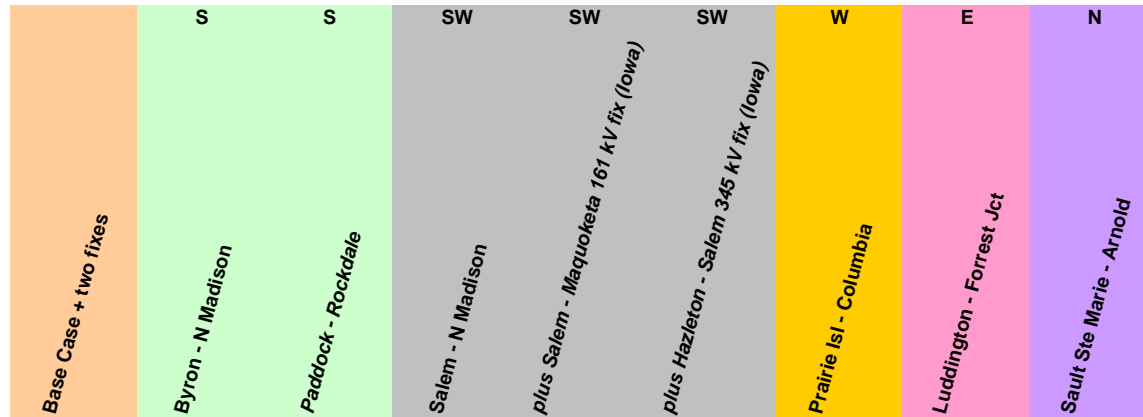 S
S
SW
SW
SW
W
E
N
Base Case + two fixes
Byron - N Madison
Paddock - Rockdale
Salem - N Madison
plus Salem - Maquoketa 161 kV fix (Iowa)
plus Hazleton - Salem 345 kV fix (Iowa)
Prairie Isl - Columbia
Luddington - Forrest Jct
Sault Ste Marie - Arnold